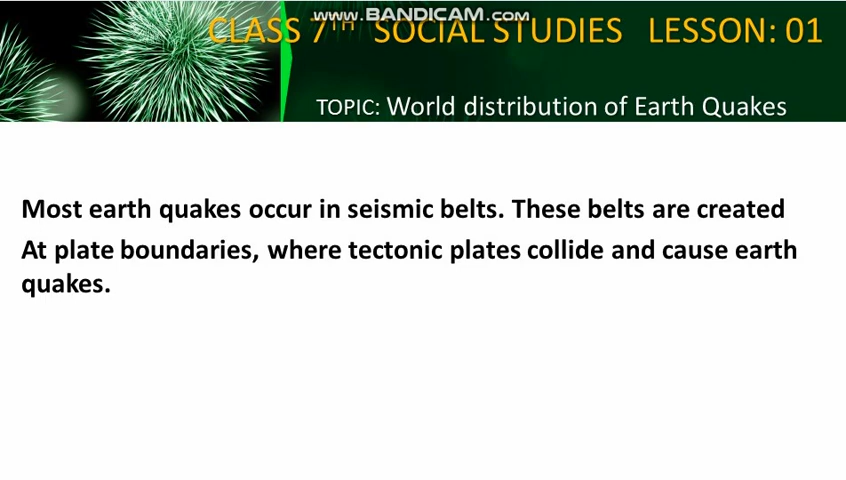 www.BANDICAM.com
CLASS 7TH SOCIAL STUDIES LESSON: 01
TOPIC: World distribution of Earth Quakes
Most earth quakes occur in seismic belts. These belts are created
At plate boundaries, where tectonic plates collide and cause earth
quakes.